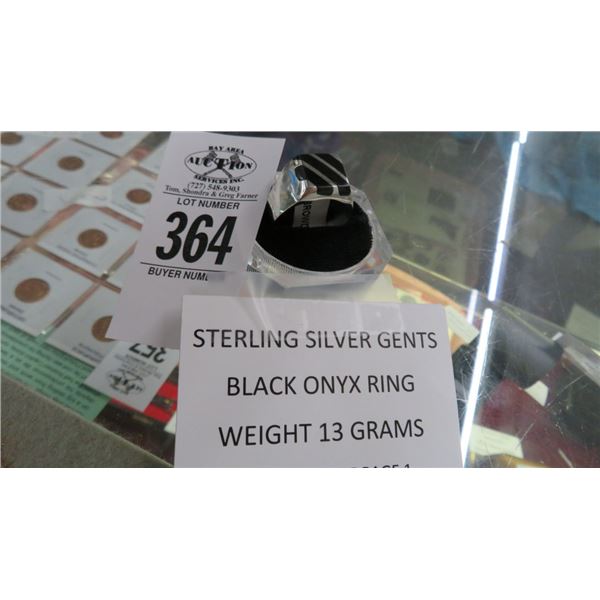 BAY AREA
AUCTION
SERVICES INC.
(727) 548-9303
Tom, Shondra & Greg Farner
LOT NUMBER
364
BUYER NUM
STERLING SILVER GENTS
BLACK ONYX RING
WEIGHT 13 GRAMS